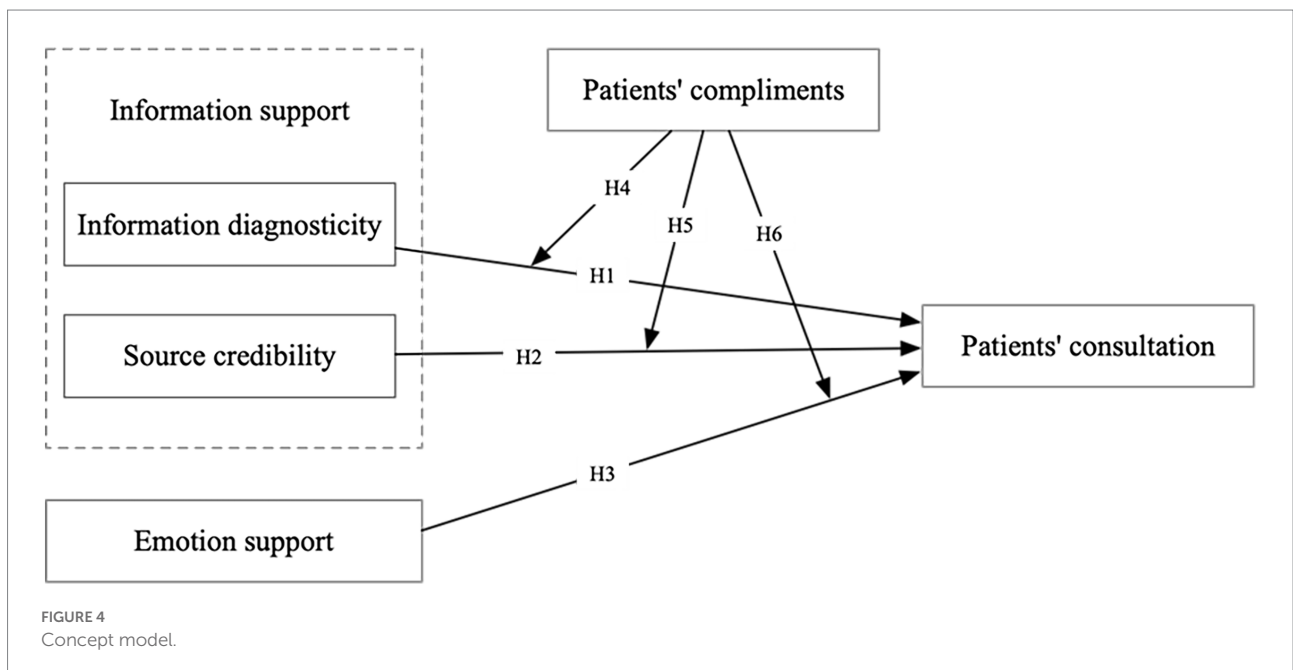 Information support
Patients' compliments
Information diagnosticity
H4
H5
H6
H1
Source credibility
H2
Patients' consultation
H3
Emotion support
FIGURE 4
Concept model.